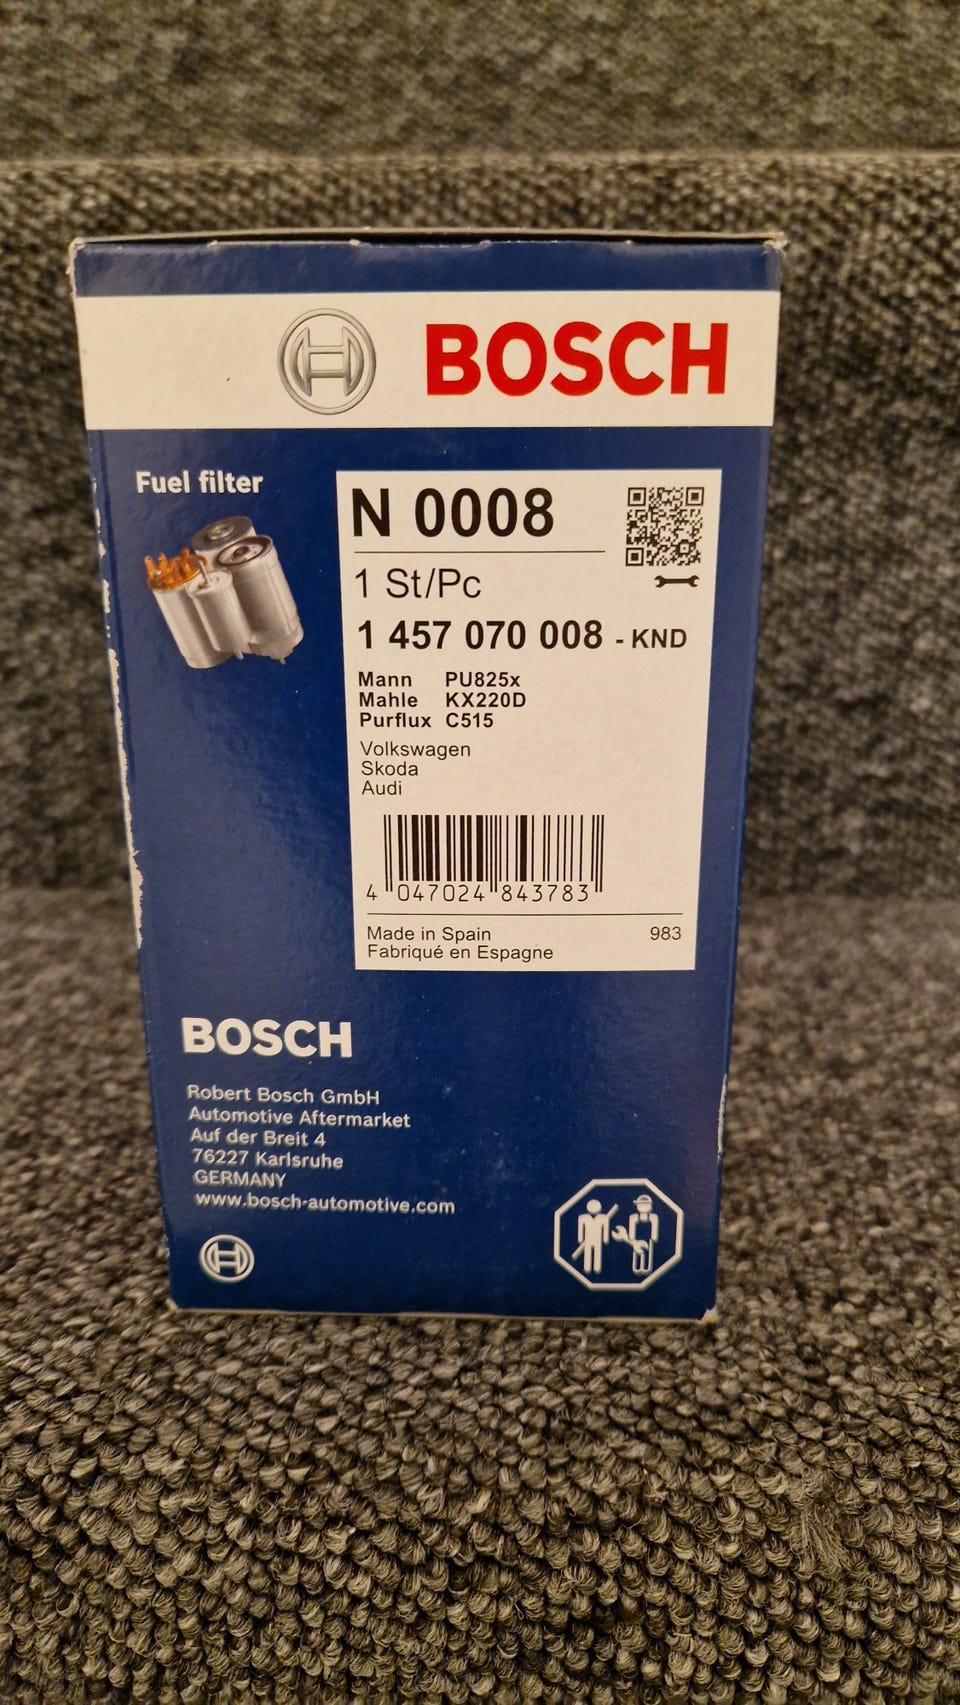 BOSCH
Fuel filter
N 0008
1 St/Pc
1 457 070 008 - KND
Mann PU825x
Mahle KX220D
Purflux C515
Volkswagen
Skoda
Audi
4 047024 843783
Made in Spain 983
Fabriqué en Espagne
BOSCH
Robert Bosch GmbH
Automotive Aftermarket
Auf der Breit 4
76227 Karlsruhe
GERMANY
www.bosch-automotive.com